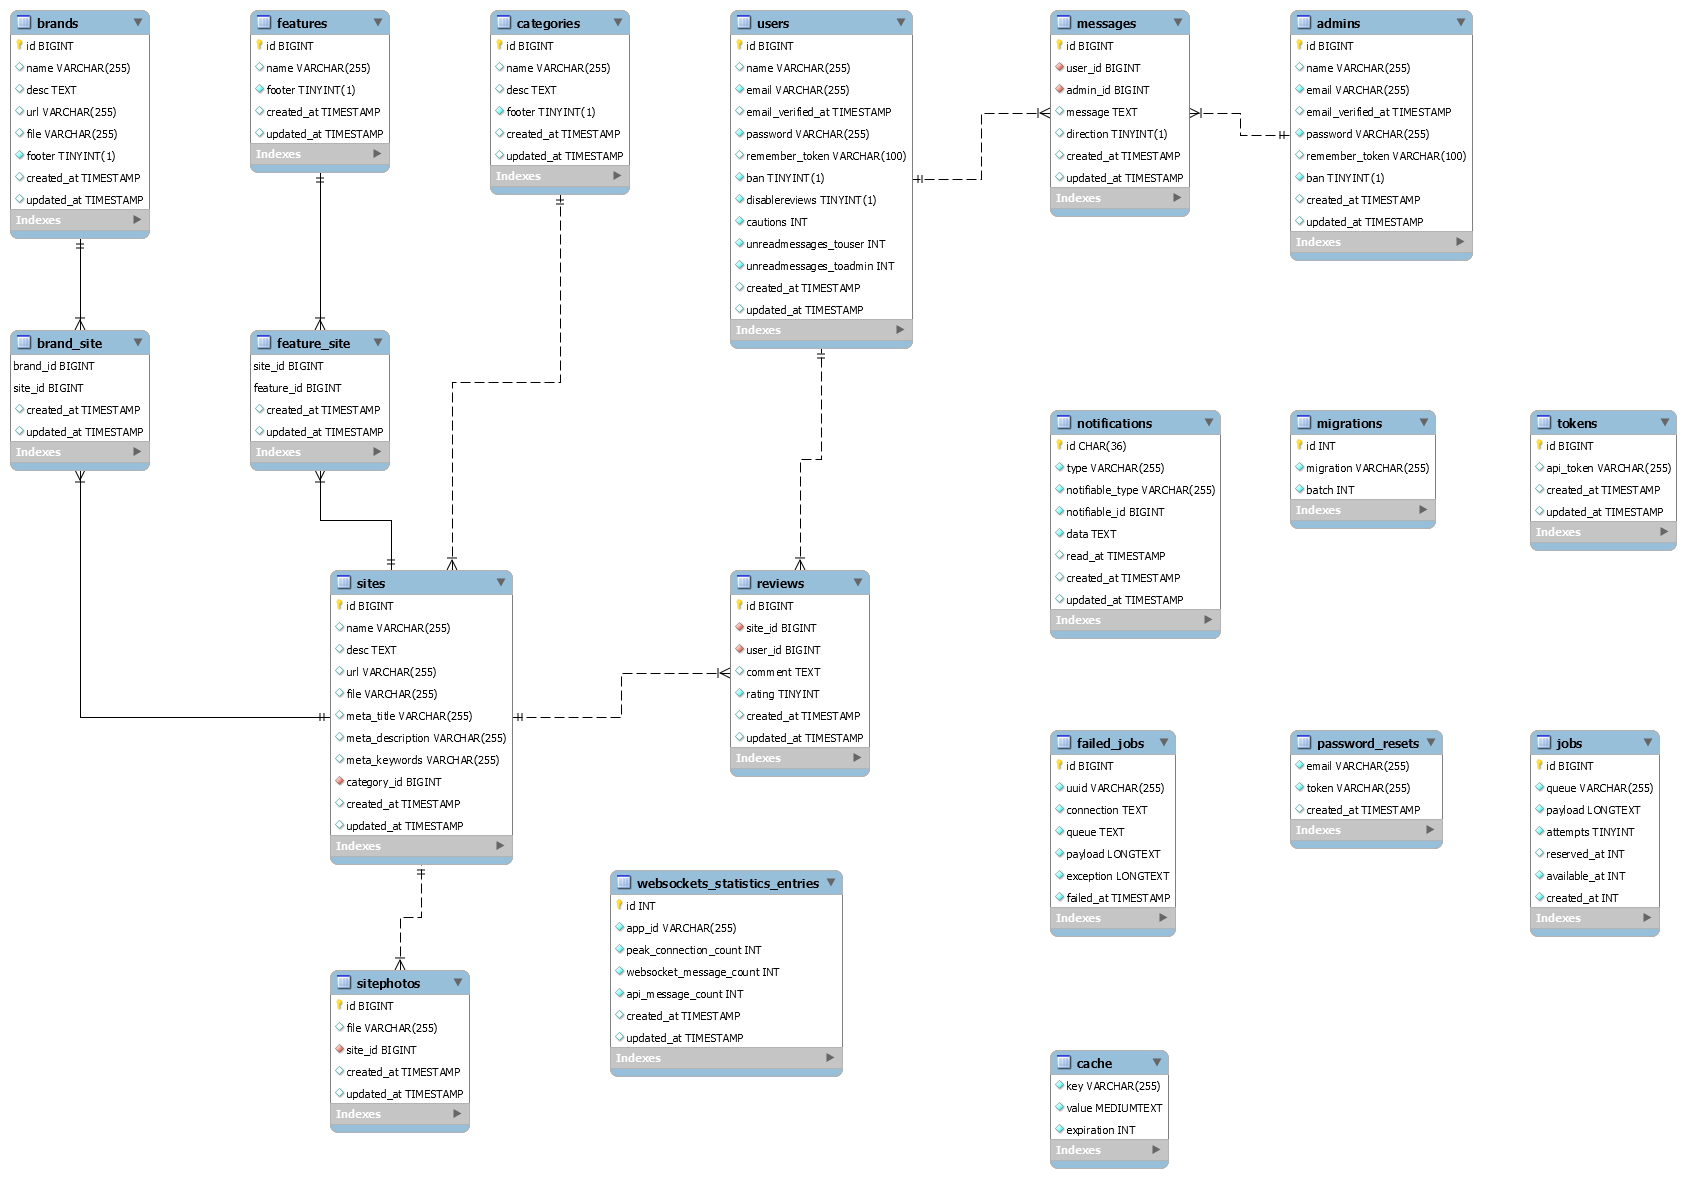 brands
id BIGINT
name VARCHAR(255)
desc TEXT
url VARCHAR(255)
file VARCHAR(255)
footer TINYINT(1)
created_at TIMESTAMP
updated_at TIMESTAMP
Indexes
features
id BIGINT
name VARCHAR(255)
footer TINYINT(1)
created_at TIMESTAMP
updated_at TIMESTAMP
Indexes
categories
id BIGINT
name VARCHAR(255)
desc TEXT
footer TINYINT(1)
created_at TIMESTAMP
updated_at TIMESTAMP
Indexes
users
id BIGINT
name VARCHAR(255)
email VARCHAR(255)
email_verified_at TIMESTAMP
password VARCHAR(255)
remember_token VARCHAR(100)
ban TINYINT(1)
disablereviews TINYINT(1)
cautions INT
unreadmessages_touser INT
unreadmessages_toadmin INT
created_at TIMESTAMP
updated_at TIMESTAMP
Indexes
messages
id BIGINT
user_id BIGINT
admin_id BIGINT
message TEXT
direction TINYINT(1)
created_at TIMESTAMP
updated_at TIMESTAMP
Indexes
admins
id BIGINT
name VARCHAR(255)
email VARCHAR(255)
email_verified_at TIMESTAMP
password VARCHAR(255)
remember_token VARCHAR(100)
ban TINYINT(1)
created_at TIMESTAMP
updated_at TIMESTAMP
Indexes
brand_site
brand_id BIGINT
site_id BIGINT
created_at TIMESTAMP
updated_at TIMESTAMP
Indexes
feature_site
site_id BIGINT
feature_id BIGINT
created_at TIMESTAMP
updated_at TIMESTAMP
Indexes
notifications
id CHAR(36)
type VARCHAR(255)
notifiable_type VARCHAR(255)
notifiable_id BIGINT
data TEXT
read_at TIMESTAMP
created_at TIMESTAMP
updated_at TIMESTAMP
Indexes
migrations
id INT
migration VARCHAR(255)
batch INT
Indexes
tokens
id BIGINT
api_token VARCHAR(255)
created_at TIMESTAMP
updated_at TIMESTAMP
Indexes
sites
id BIGINT
name VARCHAR(255)
desc TEXT
url VARCHAR(255)
file VARCHAR(255)
meta_title VARCHAR(255)
meta_description VARCHAR(255)
meta_keywords VARCHAR(255)
category_id BIGINT
created_at TIMESTAMP
updated_at TIMESTAMP
Indexes
reviews
id BIGINT
site_id BIGINT
user_id BIGINT
comment TEXT
rating TINYINT
created_at TIMESTAMP
updated_at TIMESTAMP
Indexes
failed_jobs
id BIGINT
uuid VARCHAR(255)
connection TEXT
queue TEXT
payload LONGTEXT
exception LONGTEXT
failed_at TIMESTAMP
Indexes
password_resets
email VARCHAR(255)
token VARCHAR(255)
created_at TIMESTAMP
Indexes
jobs
id BIGINT
queue VARCHAR(255)
payload LONGTEXT
attempts TINYINT
reserved_at INT
available_at INT
created_at INT
Indexes
websockets_statistics_entries
id INT
app_id VARCHAR(255)
peak_connection_count INT
websocket_message_count INT
api_message_count INT
created_at TIMESTAMP
updated_at TIMESTAMP
Indexes
sitephotos
id BIGINT
file VARCHAR(255)
site_id BIGINT
created_at TIMESTAMP
updated_at TIMESTAMP
Indexes
cache
key VARCHAR(255)
value MEDIUMTEXT
expiration INT
Indexes